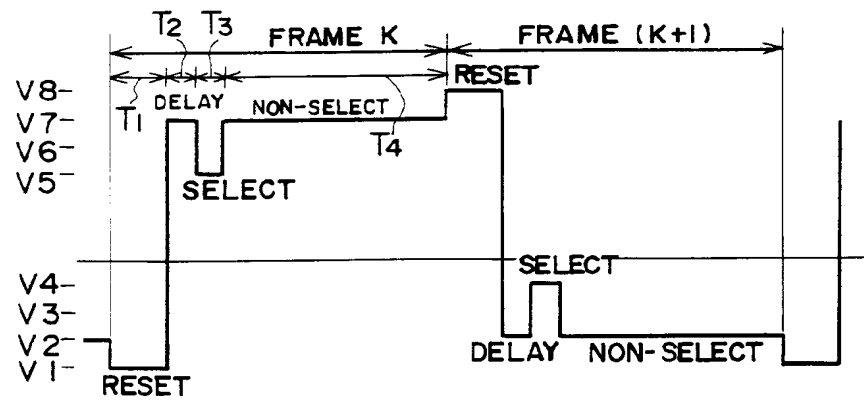 T2 T3 FRAME K FRAME (K+1)
T1 DELAY NON-SELECT T4 RESET
V8
V7
V6
V5 SELECT
V4 SELECT
V3
V2 DELAY NON-SELECT
V1 RESET